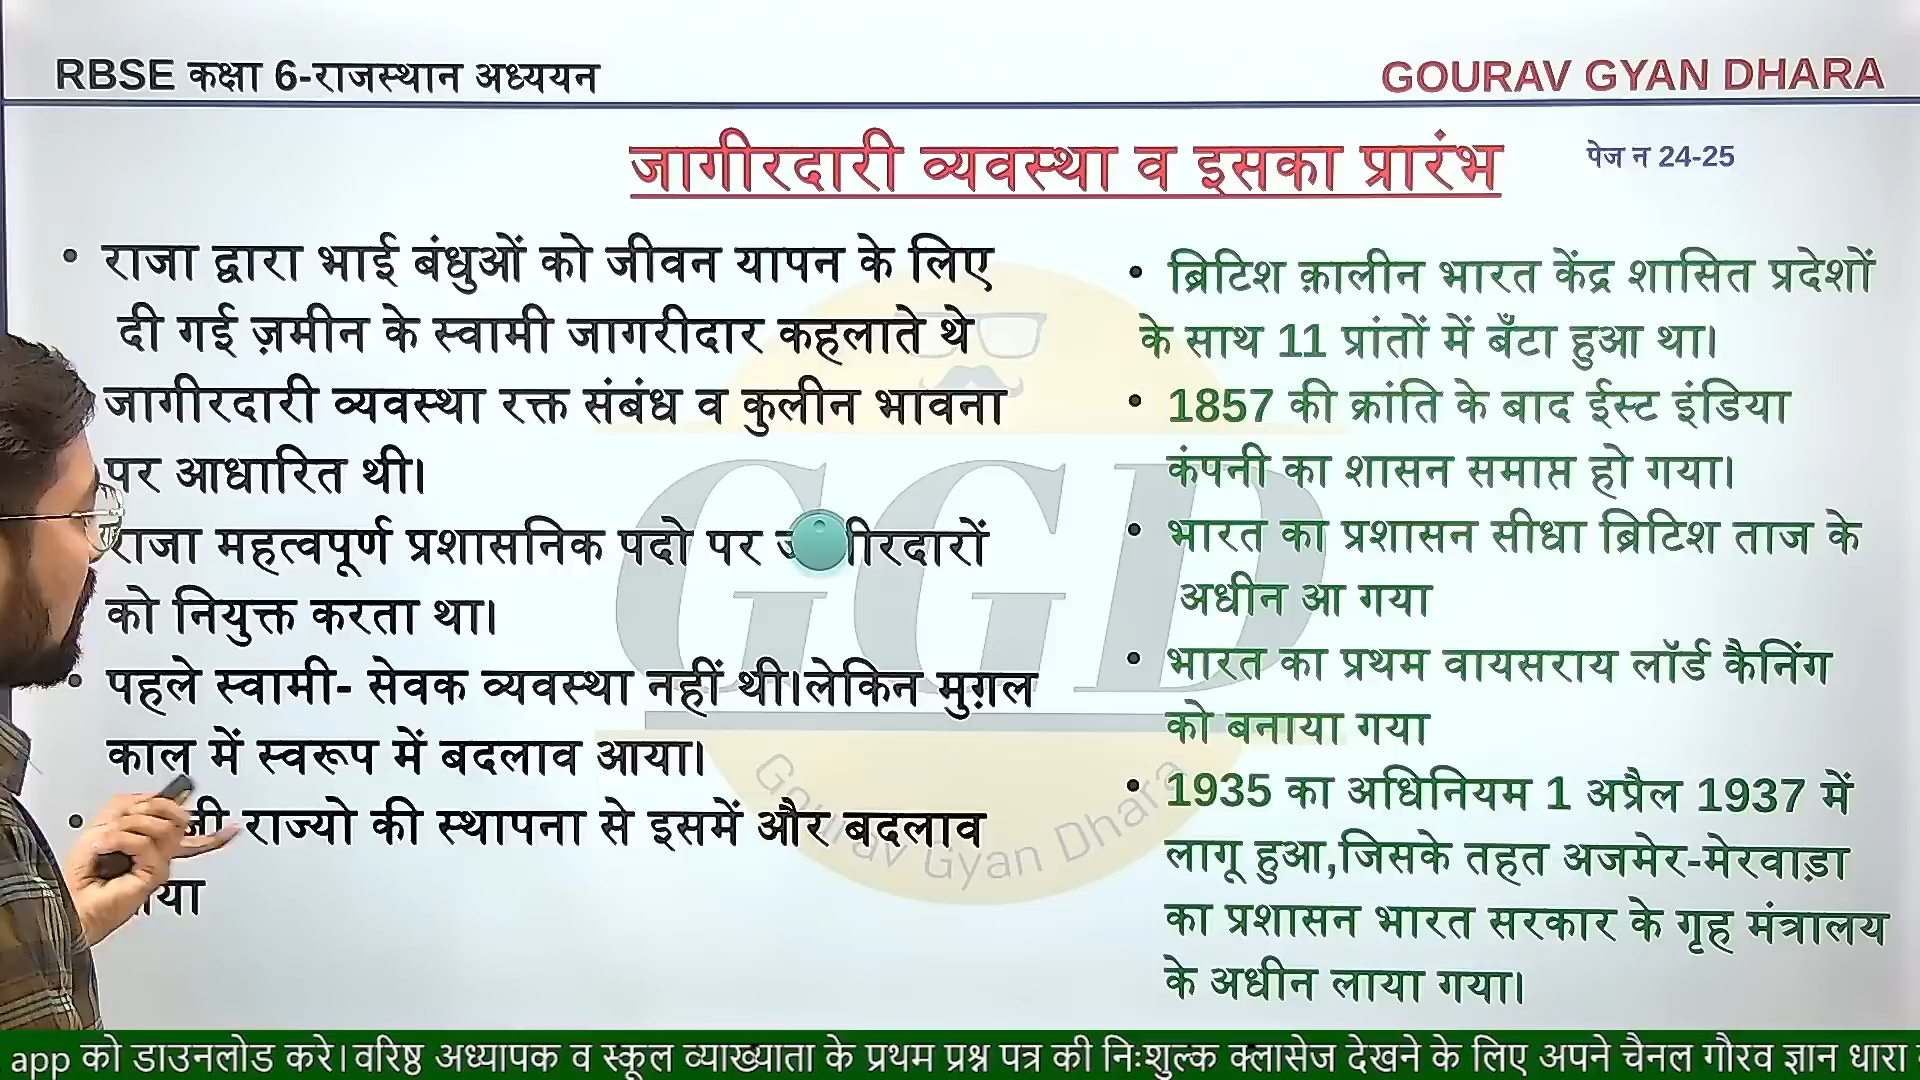 RBSE कक्षा 6-राजस्थान अध्ययन
GOURAV GYAN DHARA
जागीरदारी व्यवस्था व इसका प्रारंभ
पेज न 24-25
• राजा द्वारा भाई बंधुओं को जीवन यापन के लिए
दी गई ज़मीन के स्वामी जागरीदार कहलाते थे
जागीरदारी व्यवस्था रक्त संबंध व कुलीन भावना
पर आधारित थी।
राजा महत्वपूर्ण प्रशासनिक पदो पर
को नियुक्त करता था।
• पहले स्वामी- सेवक व्यवस्था नहीं थी।लेकिन मुग़ल
काल में स्वरूप में बदलाव आया।
• राज्यो की स्थापना से इसमें और बदलाव
• ब्रिटिश क़ालीन भारत केंद्र शासित प्रदेशों
के साथ 11 प्रांतों में बँटा हुआ था।
• 1857 की क्रांति के बाद ईस्ट इंडिया
कंपनी का शासन समाप्त हो गया।
• भारत का प्रशासन सीधा ब्रिटिश ताज के
अधीन आ गया
• भारत का प्रथम वायसराय लॉर्ड कैनिंग
को बनाया गया
• 1935 का अधिनियम 1 अप्रैल 1937 में
लागू हुआ,जिसके तहत अजमेर-मेरवाड़ा
का प्रशासन भारत सरकार के गृह मंत्रालय
के अधीन लाया गया।
GGD
Gourav Gyan Dhara
app को डाउनलोड करे।वरिष्ठ अध्यापक व स्कूल व्याख्याता के प्रथम प्रश्न पत्र की निःशुल्क क्लासेज देखने के लिए अपने चैनल गौरव ज्ञान धारा